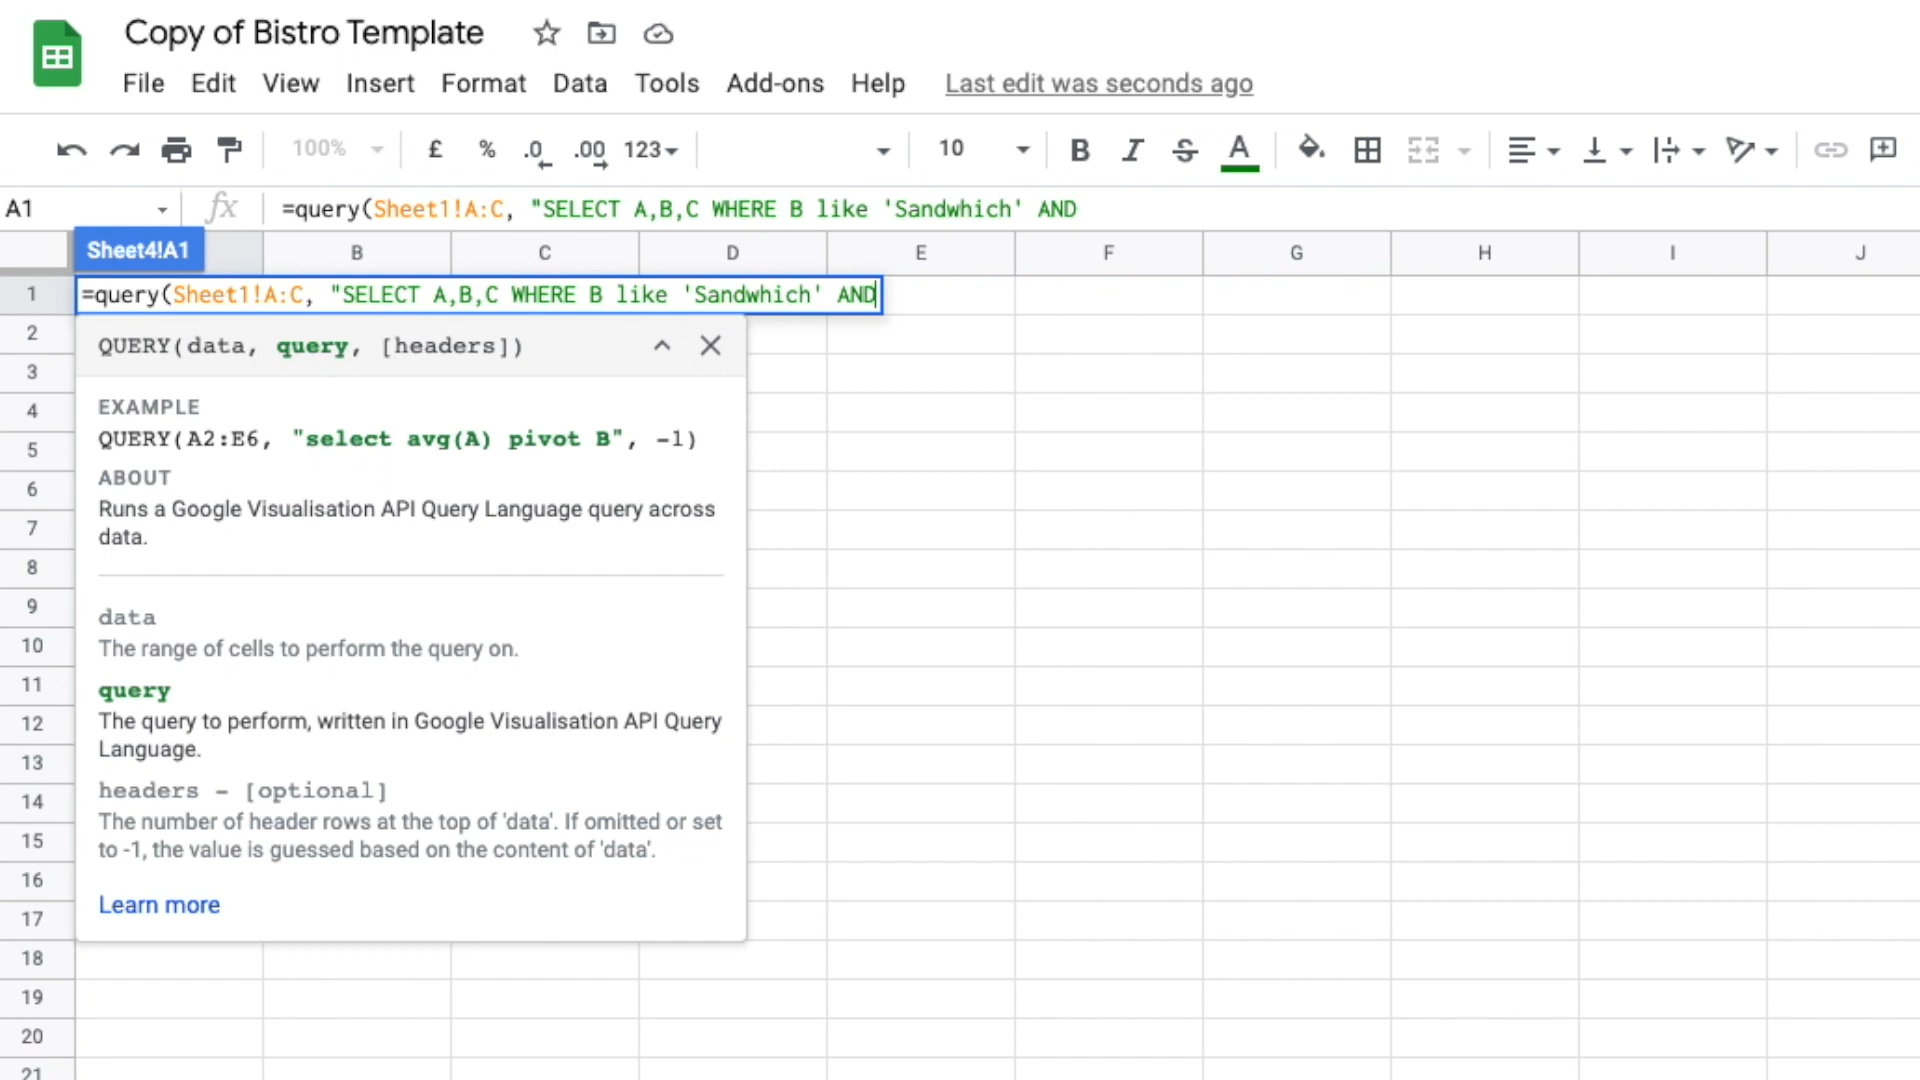 Copy of Bistro Template
File Edit View Insert Format Data Tools Add-ons Help Last edit was seconds ago
100% £ % .0 .00 123 10 B I S A
A1 fx =query(Sheet1!A:C, "SELECT A,B,C WHERE B like 'Sandwhich' AND
Sheet4!A1 B C D E F G H I J
1 =query(Sheet1!A:C, "SELECT A,B,C WHERE B like 'Sandwhich' AND
2
QUERY(data, query, [headers])
3
4
EXAMPLE
QUERY(A2:E6, "select avg(A) pivot B", -1)
5
ABOUT
6
Runs a Google Visualisation API Query Language query across
7
data.
8
9
data
10
The range of cells to perform the query on.
11
query
12
The query to perform, written in Google Visualisation API Query
Language.
13
14
headers - [optional]
The number of header rows at the top of 'data'. If omitted or set
15
to -1, the value is guessed based on the content of 'data'.
16
Learn more
17
18
19
20
21